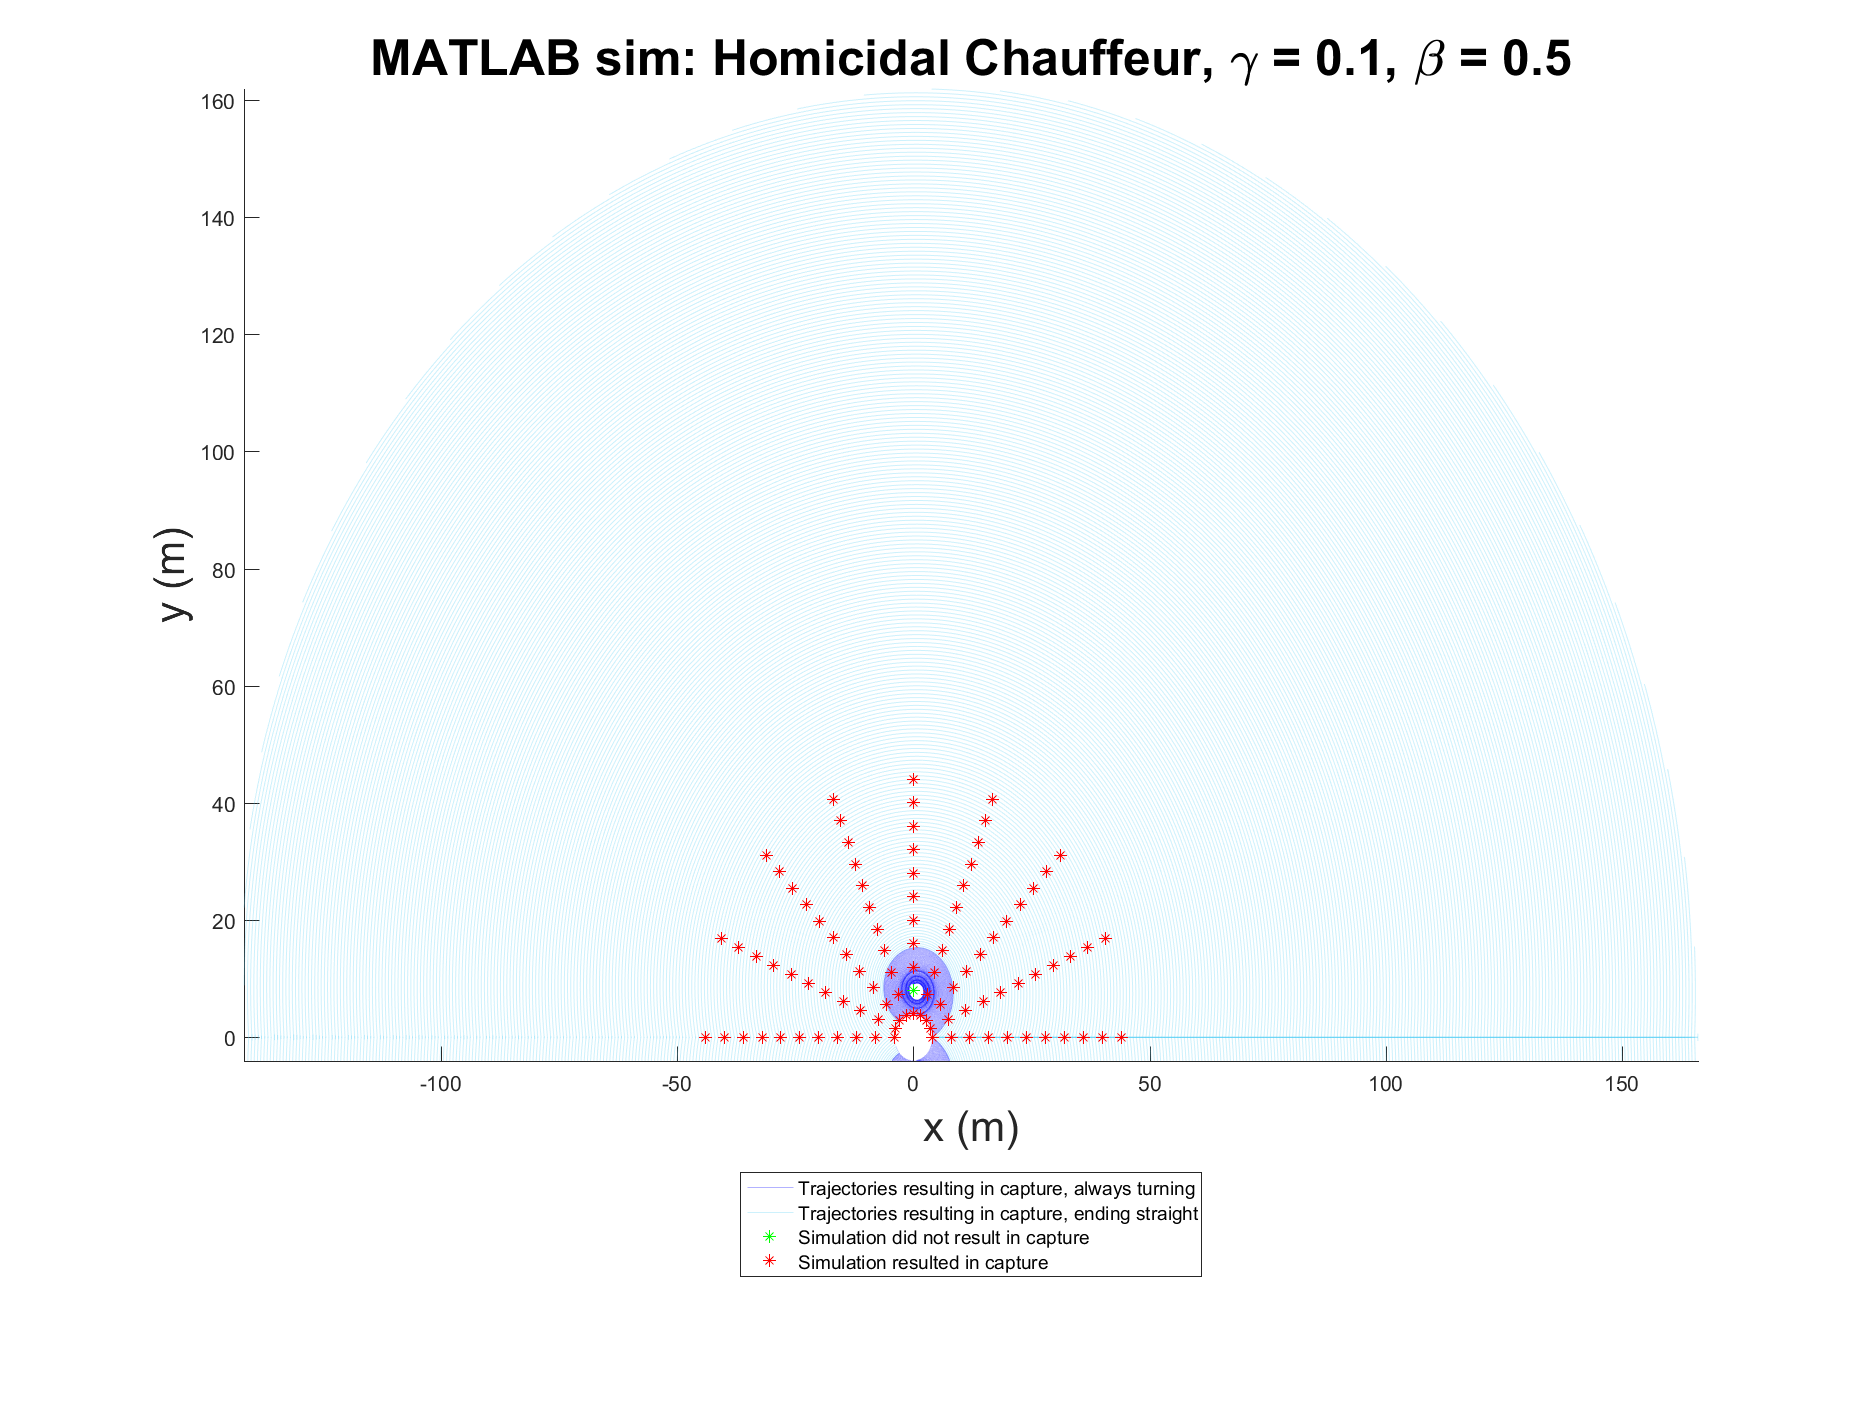 MATLAB sim: Homicidal Chauffeur, γ = 0.1, β = 0.5
160
140
120
100
80
60
40
20
0
y (m)
-100 -50 0 50 100 150
x (m)
Trajectories resulting in capture, always turning
Trajectories resulting in capture, ending straight
Simulation did not result in capture
Simulation resulted in capture